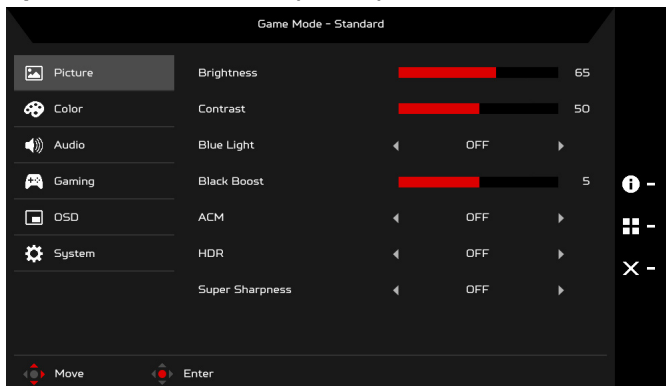 Game Mode - Standard
Picture
Brightness 65
Color
Contrast 50
Audio
Blue Light OFF
Gaming
Black Boost 5
OSD
ACM OFF
System
HDR OFF
Super Sharpness OFF
Move Enter